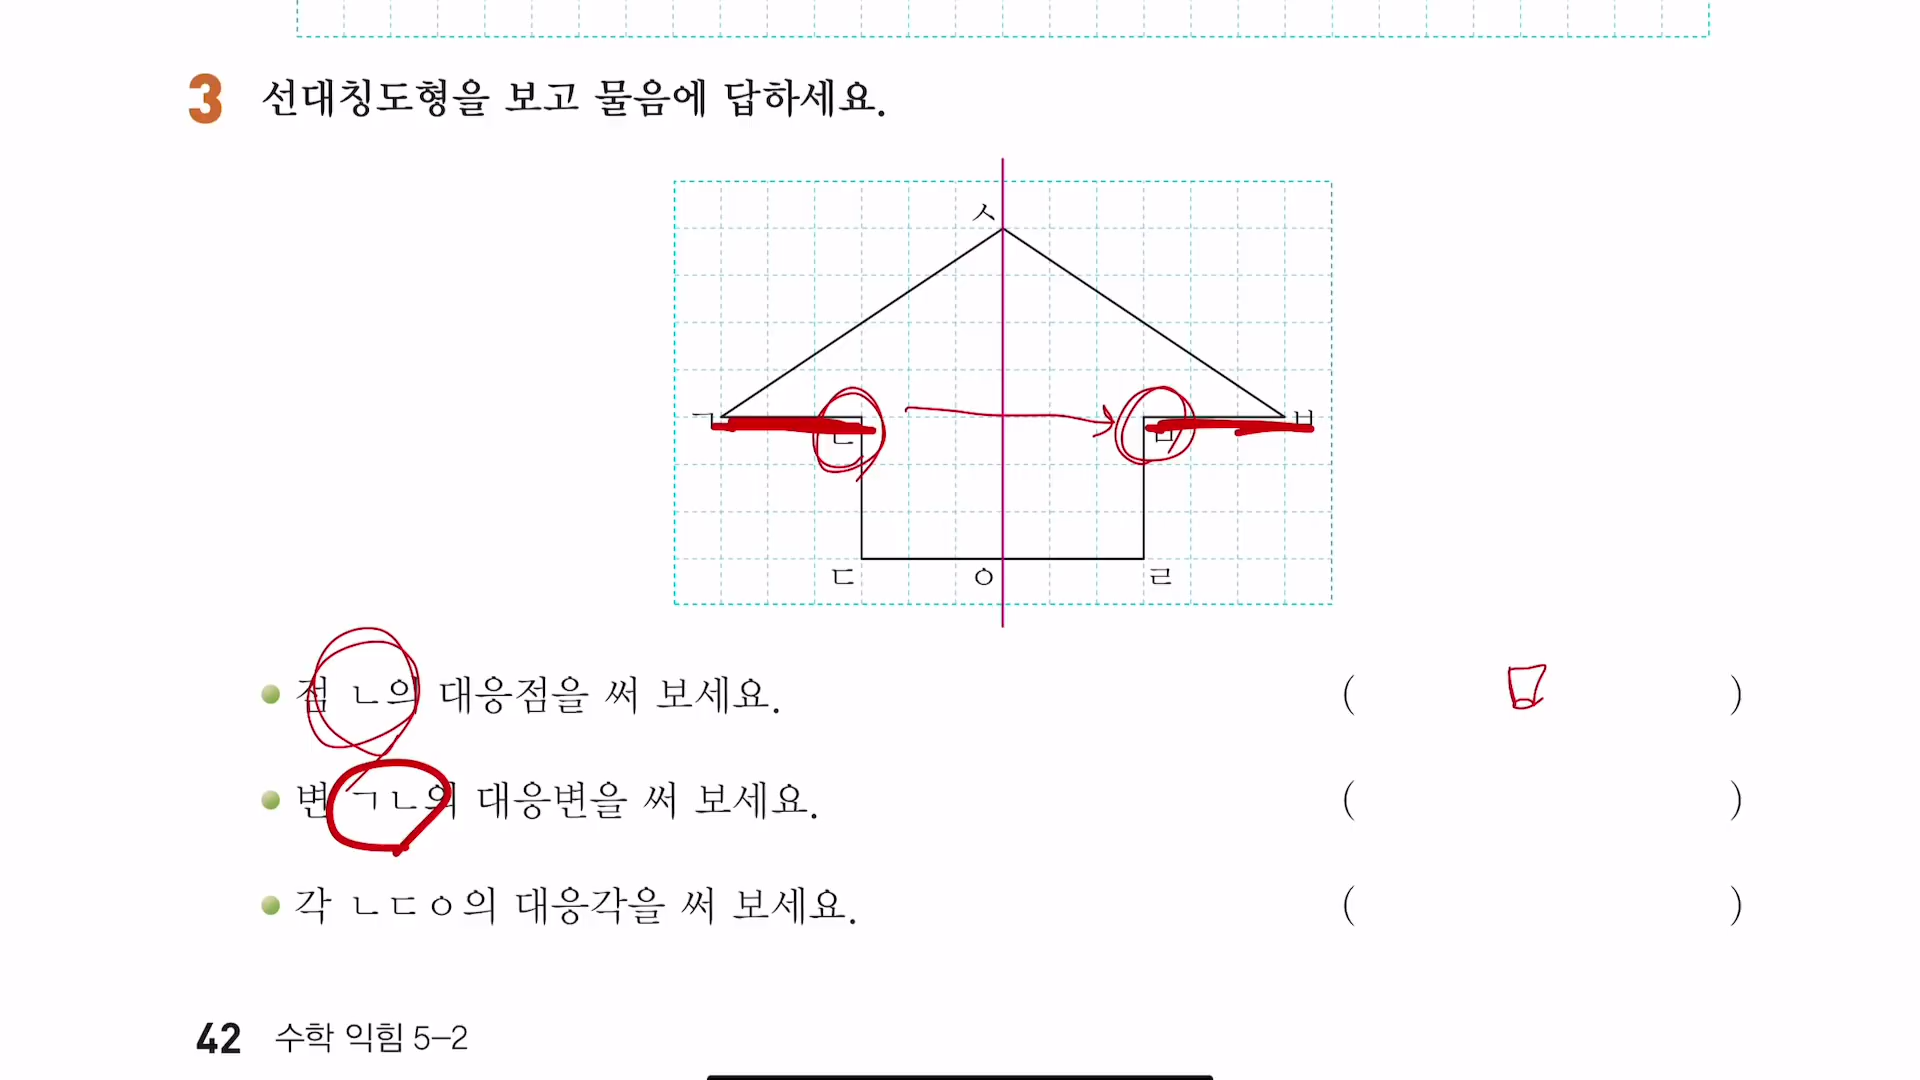 3 선대칭도형을 보고 물음에 답하세요.
ㅅ
ㄱ ㄴ ㅁ ㅂ
ㄷ ㅇ ㄹ
점 ㄴ의 대응점을 써 보세요. ( ㅁ )
변 ㄱㄴ의 대응변을 써 보세요. ( )
각 ㄴㄷㅇ의 대응각을 써 보세요. ( )
42 수학 익힘 5–2